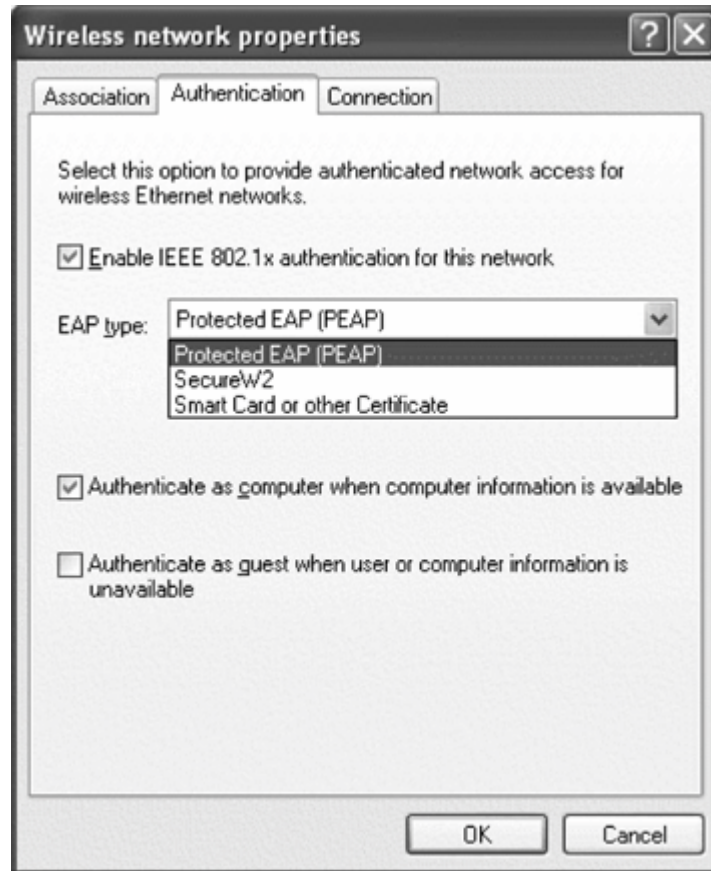 Wireless network properties
Association Authentication Connection
Select this option to provide authenticated network access for
wireless Ethernet networks.
Enable IEEE 802.1x authentication for this network
EAP type: Protected EAP (PEAP)
Protected EAP (PEAP)
SecureW2
Smart Card or other Certificate
Authenticate as computer when computer information is available
Authenticate as guest when user or computer information is
unavailable
OK Cancel